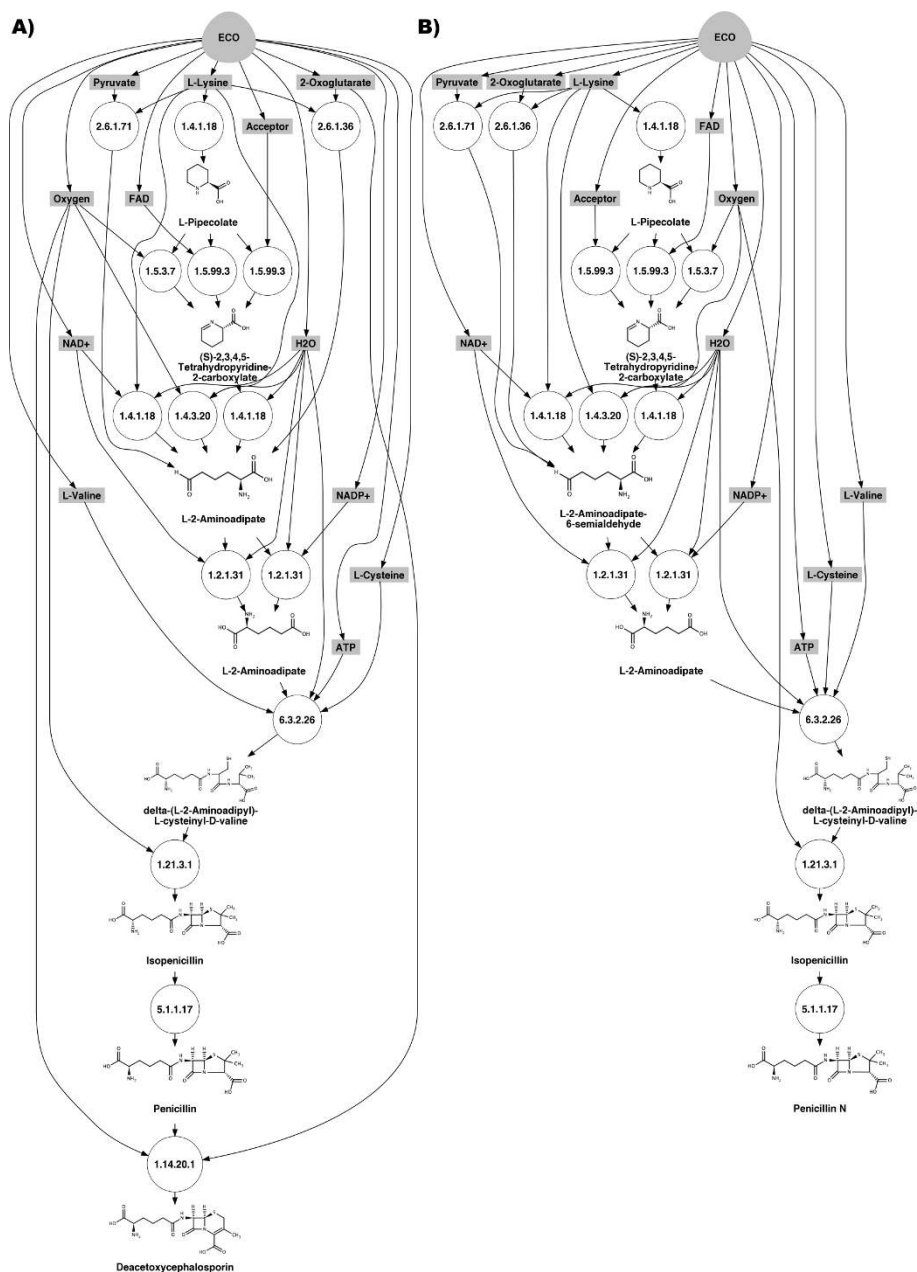 A)
ECO
Pyruvate
L-Lysine
2-Oxoglutarate
2.6.1.71
1.4.1.18
Acceptor
2.6.1.36
Oxygen
FAD
L-Pipecolate
1.5.3.7
1.5.99.3
1.5.99.3
NAD+
H2O
(S)-2,3,4,5-
Tetrahydropyridine-
2-carboxylate
1.4.1.18
1.4.3.20
1.4.1.18
L-Valine
NADP+
L-2-Aminoadipate
1.2.1.31
1.2.1.31
L-Cysteine
ATP
L-2-Aminoadipate
6.3.2.26
delta-(L-2-Aminoadipyl)-
L-cysteinyl-D-valine
1.21.3.1
Isopenicillin
5.1.1.17
Penicillin
1.14.20.1
Deacetoxycephalosporin
B)
ECO
Pyruvate
2-Oxoglutarate
L-Lysine
2.6.1.71
2.6.1.36
1.4.1.18
FAD
Acceptor
Oxygen
L-Pipecolate
1.5.99.3
1.5.99.3
1.5.3.7
NAD+
H2O
(S)-2,3,4,5-
Tetrahydropyridine-
2-carboxylate
1.4.1.18
1.4.3.20
1.4.1.18
NADP+
L-Valine
L-2-Aminoadipate-
6-semialdehyde
1.2.1.31
1.2.1.31
L-Cysteine
ATP
L-2-Aminoadipate
6.3.2.26
delta-(L-2-Aminoadipyl)-
L-cysteinyl-D-valine
1.21.3.1
Isopenicillin
5.1.1.17
Penicillin N